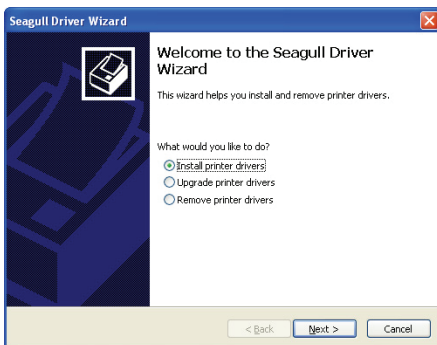 Seagull Driver Wizard
Welcome to the Seagull Driver
Wizard
This wizard helps you install and remove printer drivers.
What would you like to do?
Install printer drivers
Upgrade printer drivers
Remove printer drivers
< Back Next > Cancel